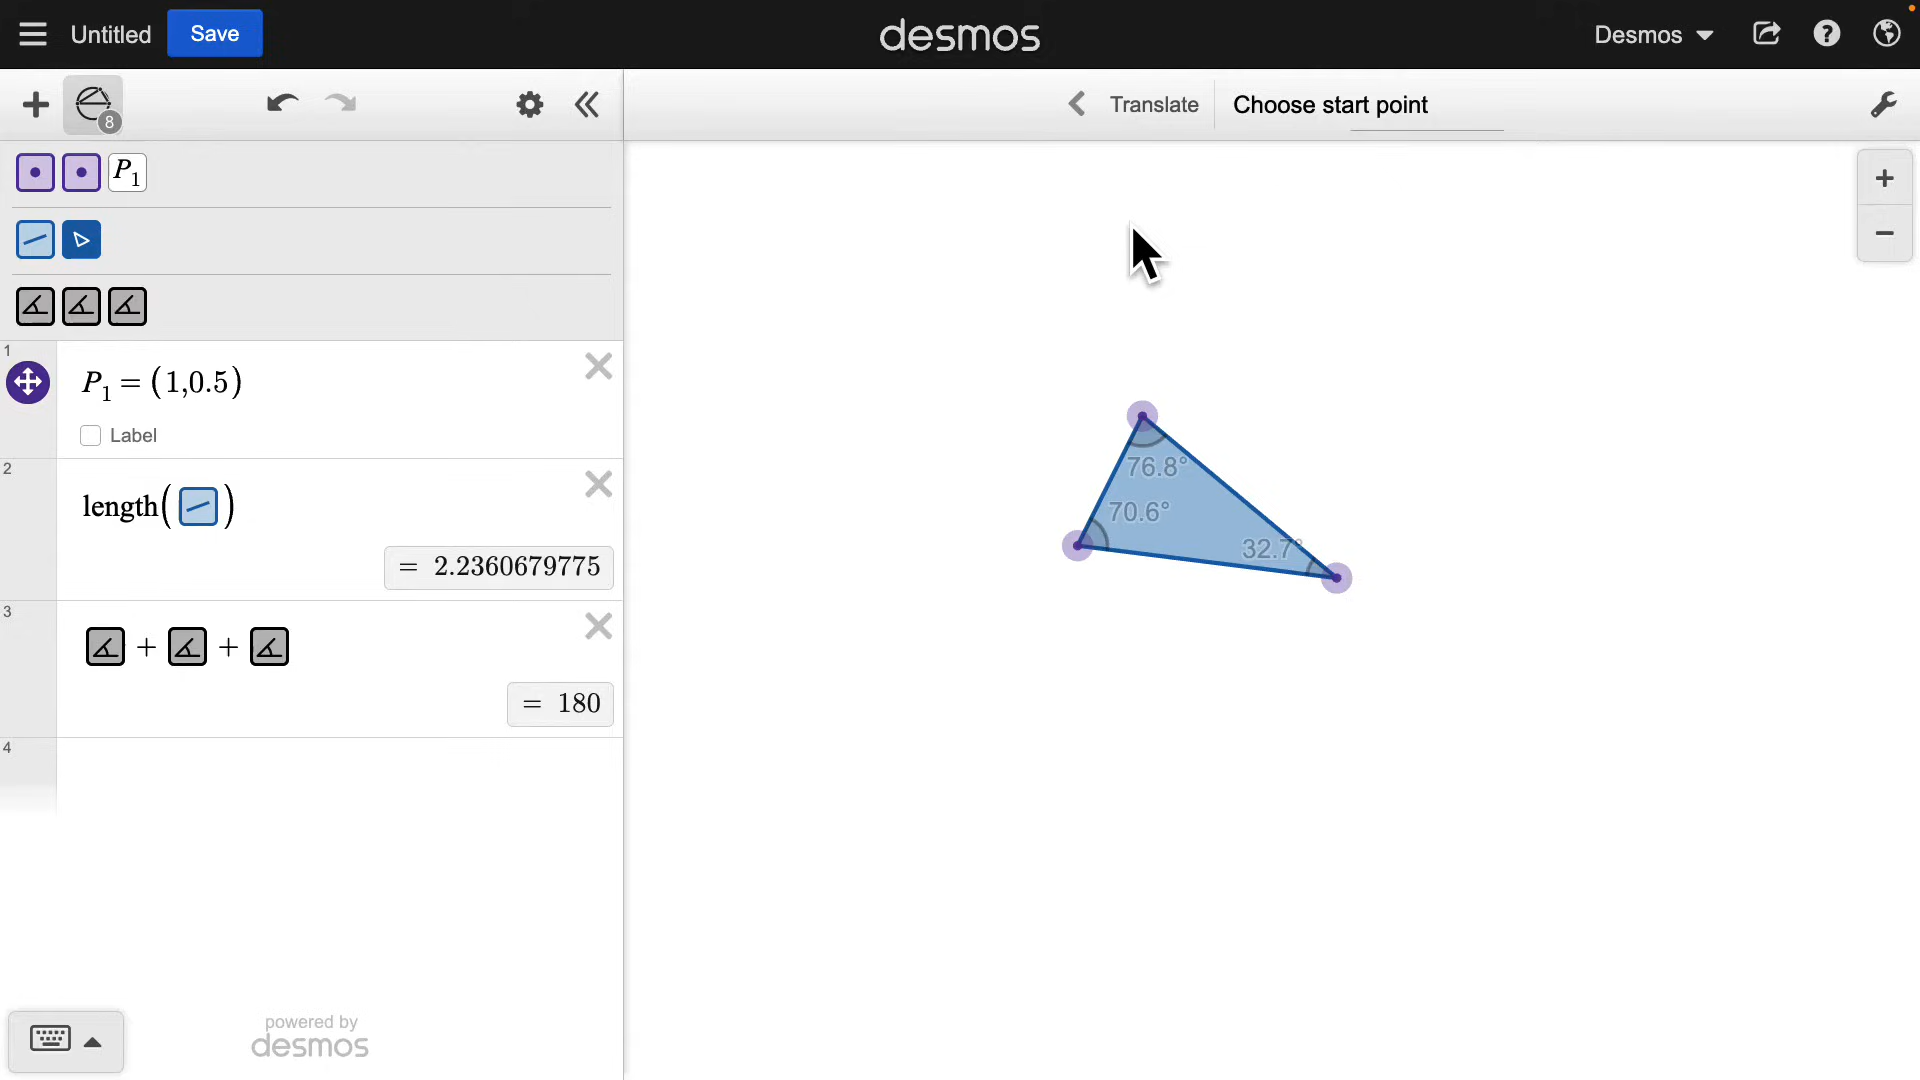 Untitled Save desmos Desmos
8 Translate Choose start point
P1
1
P1 = (1,0.5)
Label
2
length( )
= 2.2360679775
3
+ +
= 180
4
76.8°
70.6°
32.7°
powered by
desmos